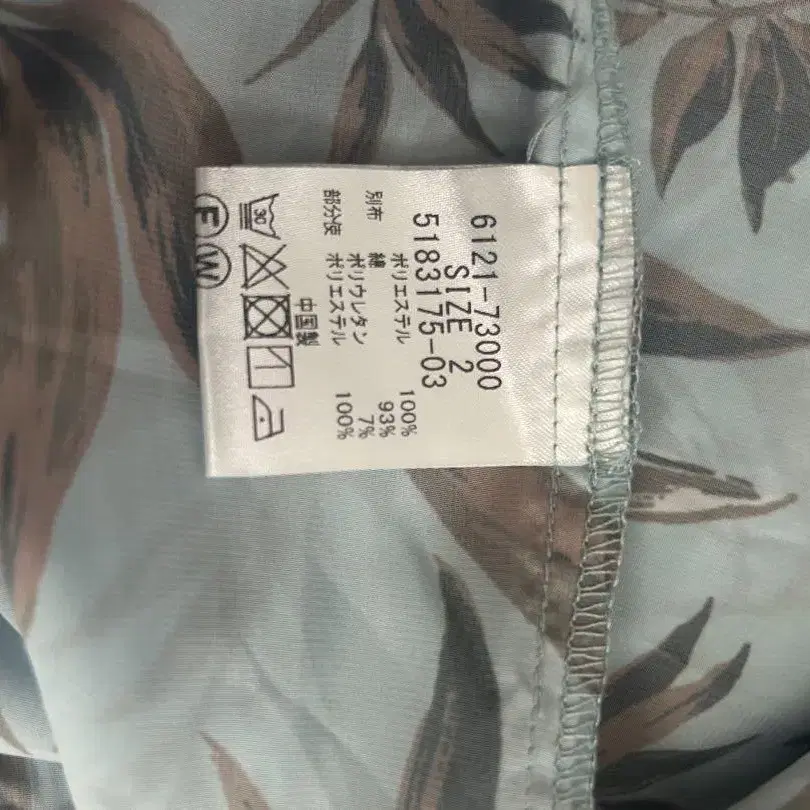 6121-73000
SIZE 2
5183175-03
ポリエステル 100%
別布 綿 93%
ポリウレタン 7%
部分使 ポリエステル 100%
中国製
30
F W